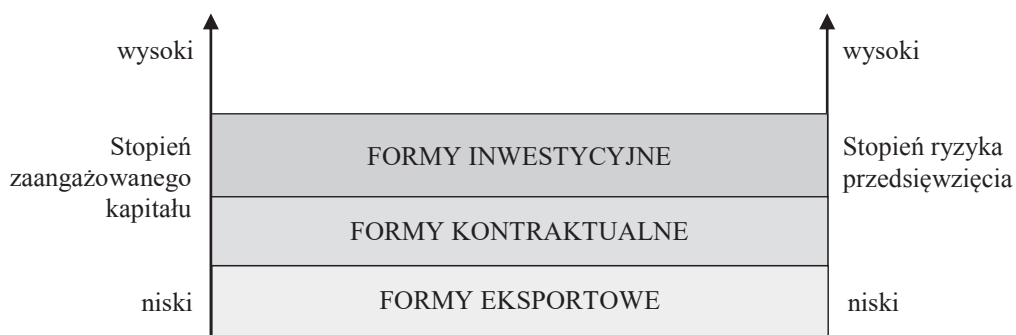 wysoki
wysoki
Stopień
zaangażowanego
kapitału
FORMY INWESTYCYJNE
Stopień ryzyka
przedsięwzięcia
FORMY KONTRAKTUALNE
niski
FORMY EKSPORTOWE
niski